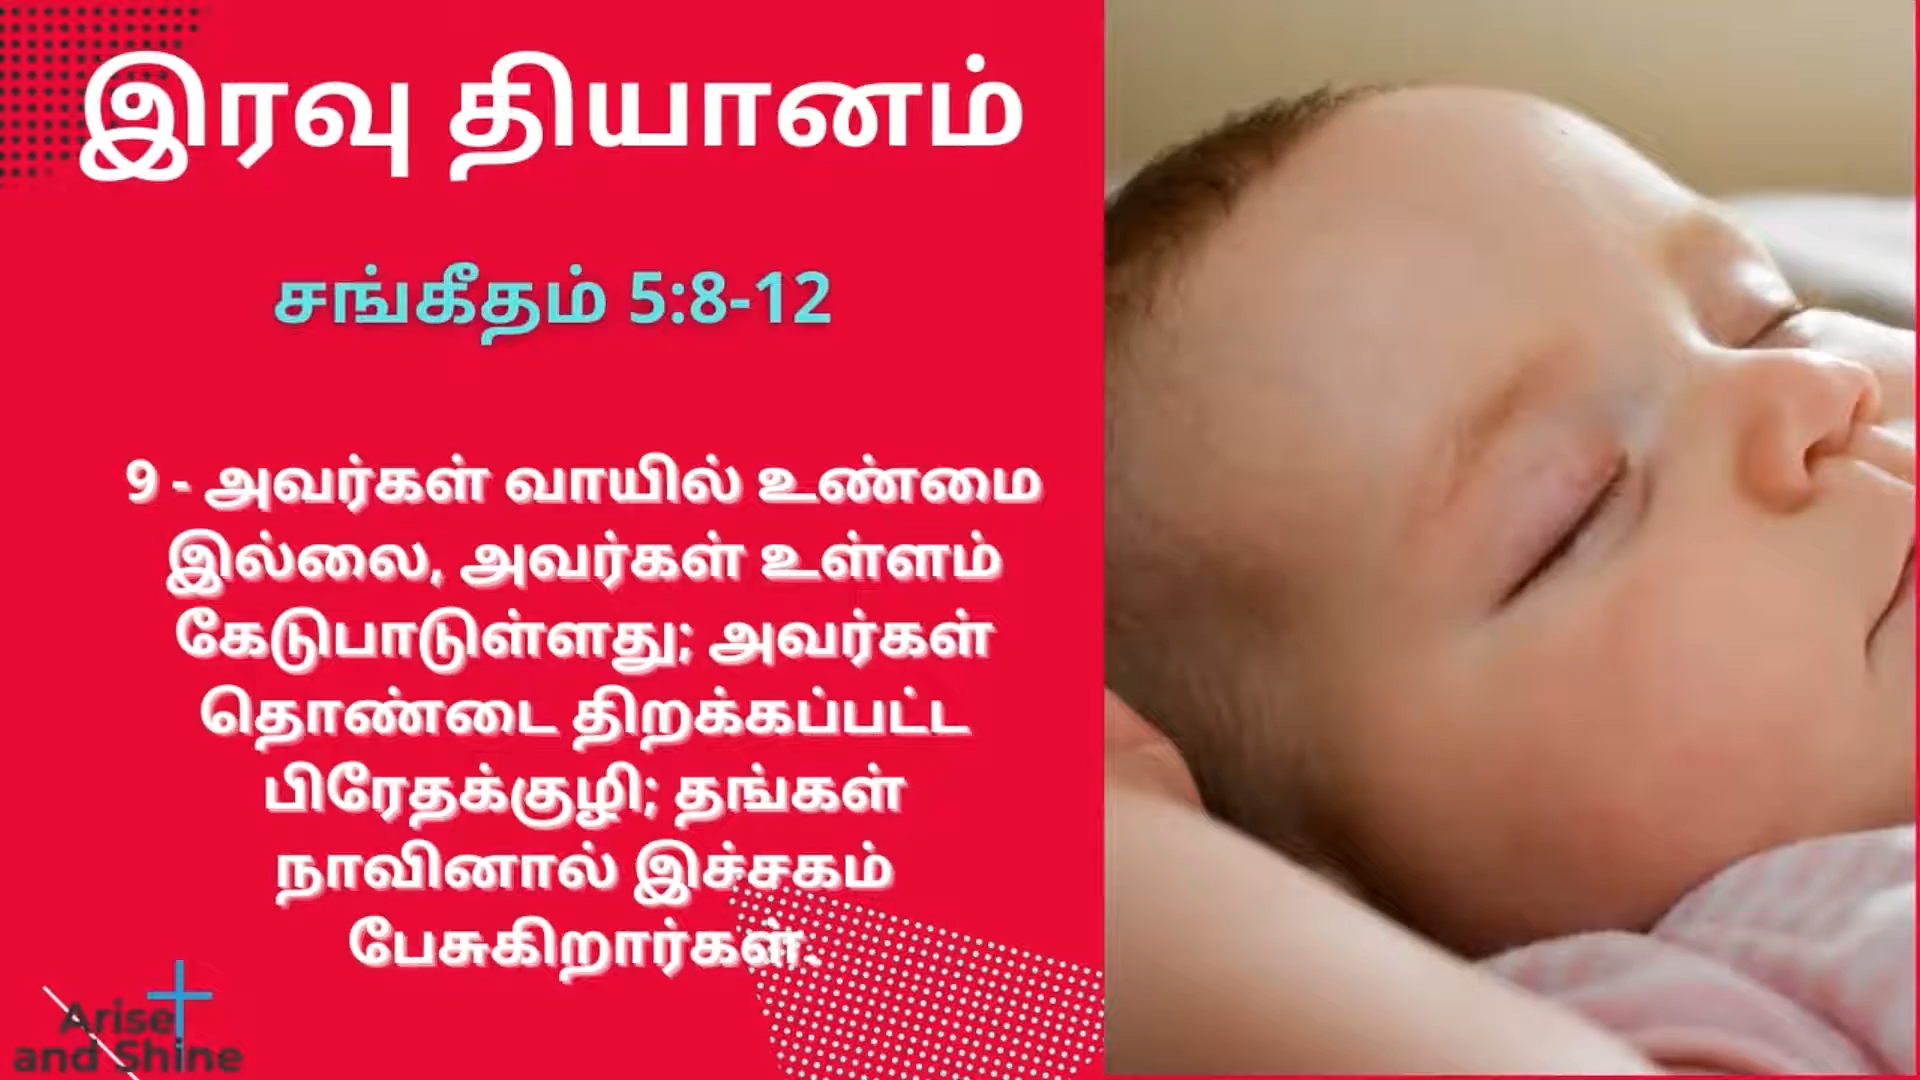 இரவு தியானம்
சங்கீதம் 5:8-12
9 - அவர்கள் வாயில் உண்மை
இல்லை, அவர்கள் உள்ளம்
கேடுபாடுள்ளது; அவர்கள்
தொண்டை திறக்கப்பட்ட
பிரேதக்குழி; தங்கள்
நாவினால் இச்சகம்
பேசுகிறார்கள்.
Arise
and Shine